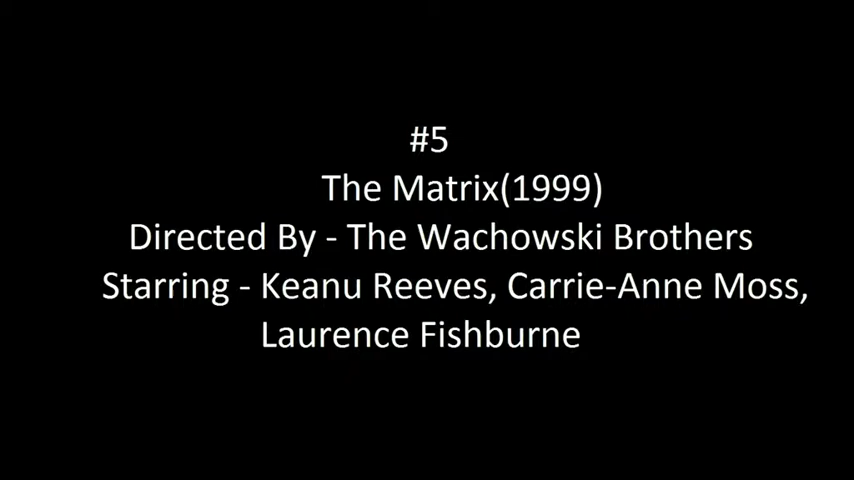 #5
The Matrix(1999)
Directed By - The Wachowski Brothers
Starring - Keanu Reeves, Carrie-Anne Moss,
Laurence Fishburne